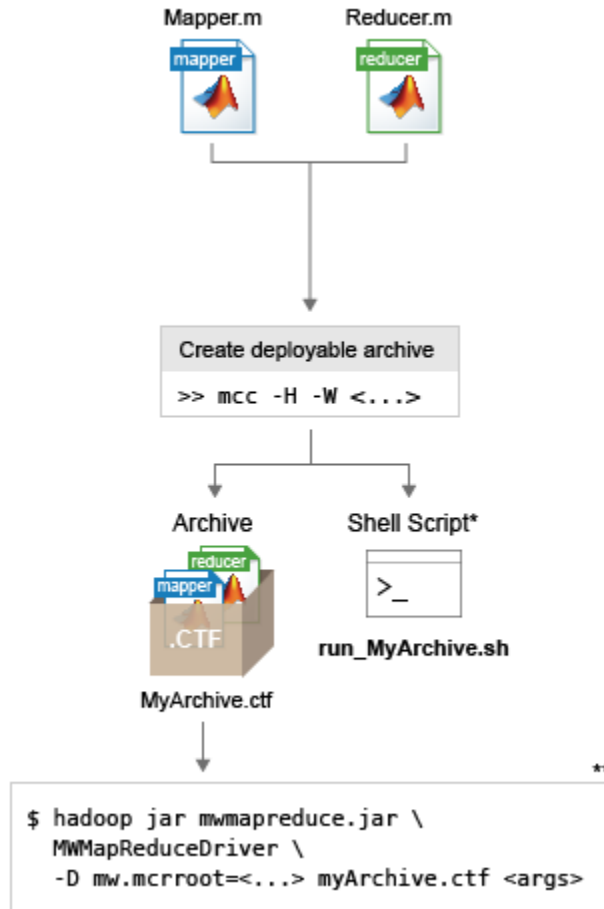 Mapper.m
Reducer.m
mapper
reducer
Create deployable archive
>> mcc -H -W <...>
Archive
Shell Script*
reducer
mapper
.CTF
>_
MyArchive.ctf
run_MyArchive.sh
**
$ hadoop jar mwmapreduce.jar \
MWMapReduceDriver \
-D mw.mcrroot=<...> myArchive.ctf <args>